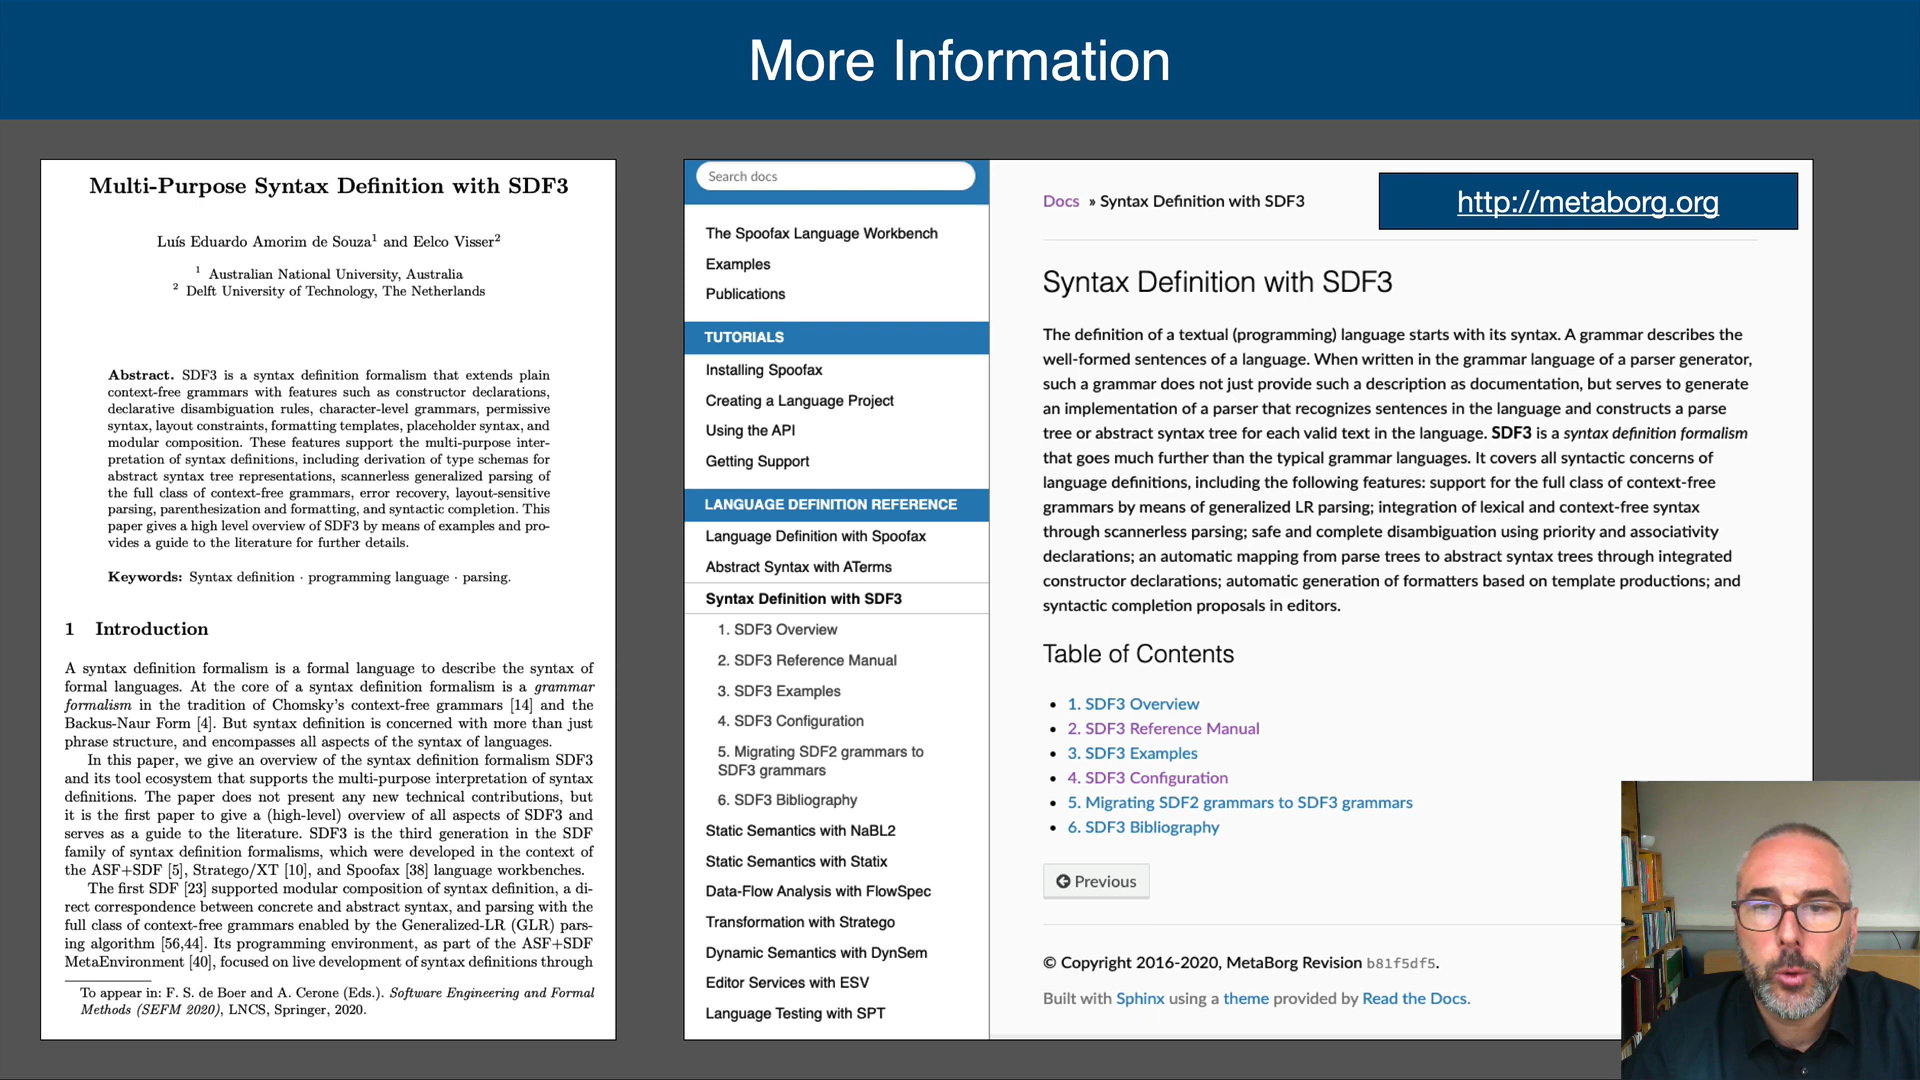 More Information
Multi-Purpose Syntax Definition with SDF3
Luís Eduardo Amorim de Souza1 and Eelco Visser2
1 Australian National University, Australia
2 Delft University of Technology, The Netherlands
Abstract. SDF3 is a syntax definition formalism that extends plain
context-free grammars with features such as constructor declarations,
declarative disambiguation rules, character-level grammars, permissive
syntax, layout constraints, formatting templates, placeholder syntax, and
modular composition. These features support the multi-purpose inter-
pretation of syntax definitions, including derivation of type schemas for
abstract syntax tree representations, scannerless generalized parsing of
the full class of context-free grammars, error recovery, layout-sensitive
parsing, parenthesization and formatting, and syntactic completion. This
paper gives a high level overview of SDF3 by means of examples and pro-
vides a guide to the literature for further details.
Keywords: Syntax definition · programming language · parsing.
1 Introduction
A syntax definition formalism is a formal language to describe the syntax of
formal languages. At the core of a syntax definition formalism is a grammar
formalism in the tradition of Chomsky's context-free grammars [14] and the
Backus-Naur Form [4]. But syntax definition is concerned with more than just
phrase structure, and encompasses all aspects of the syntax of languages.
In this paper, we give an overview of the syntax definition formalism SDF3
and its tool ecosystem that supports the multi-purpose interpretation of syntax
definitions. The paper does not present any new technical contributions, but
it is the first paper to give a (high-level) overview of all aspects of SDF3 and
serves as a guide to the literature. SDF3 is the third generation in the SDF
family of syntax definition formalisms, which were developed in the context of
the ASF+SDF [5], Stratego/XT [10], and Spoofax [38] language workbenches.
The first SDF [23] supported modular composition of syntax definition, a di-
rect correspondence between concrete and abstract syntax, and parsing with the
full class of context-free grammars enabled by the Generalized-LR (GLR) pars-
ing algorithm [56,44]. Its programming environment, as part of the ASF+SDF
MetaEnvironment [40], focused on live development of syntax definitions through
To appear in: F. S. de Boer and A. Cerone (Eds.). Software Engineering and Formal
Methods (SEFM 2020), LNCS, Springer, 2020.
Search docs
The Spoofax Language Workbench
Examples
Publications
TUTORIALS
Installing Spoofax
Creating a Language Project
Using the API
Getting Support
LANGUAGE DEFINITION REFERENCE
Language Definition with Spoofax
Abstract Syntax with ATerms
Syntax Definition with SDF3
1. SDF3 Overview
2. SDF3 Reference Manual
3. SDF3 Examples
4. SDF3 Configuration
5. Migrating SDF2 grammars to
SDF3 grammars
6. SDF3 Bibliography
Static Semantics with NaBL2
Static Semantics with Statix
Data-Flow Analysis with FlowSpec
Transformation with Stratego
Dynamic Semantics with DynSem
Editor Services with ESV
Language Testing with SPT
Docs » Syntax Definition with SDF3
http://metaborg.org
Syntax Definition with SDF3
The definition of a textual (programming) language starts with its syntax. A grammar describes the
well-formed sentences of a language. When written in the grammar language of a parser generator,
such a grammar does not just provide such a description as documentation, but serves to generate
an implementation of a parser that recognizes sentences in the language and constructs a parse
tree or abstract syntax tree for each valid text in the language. SDF3 is a syntax definition formalism
that goes much further than the typical grammar languages. It covers all syntactic concerns of
language definitions, including the following features: support for the full class of context-free
grammars by means of generalized LR parsing; integration of lexical and context-free syntax
through scannerless parsing; safe and complete disambiguation using priority and associativity
declarations; an automatic mapping from parse trees to abstract syntax trees through integrated
constructor declarations; automatic generation of formatters based on template productions; and
syntactic completion proposals in editors.
Table of Contents
• 1. SDF3 Overview
• 2. SDF3 Reference Manual
• 3. SDF3 Examples
• 4. SDF3 Configuration
• 5. Migrating SDF2 grammars to SDF3 grammars
• 6. SDF3 Bibliography
Previous
© Copyright 2016-2020, MetaBorg Revision b81f5df5.
Built with Sphinx using a theme provided by Read the Docs.